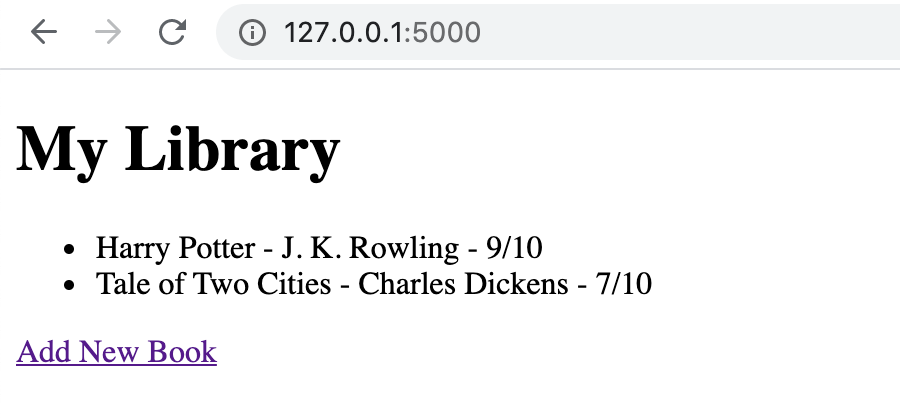 127.0.0.1:5000
My Library
Harry Potter - J. K. Rowling - 9/10
Tale of Two Cities - Charles Dickens - 7/10
Add New Book